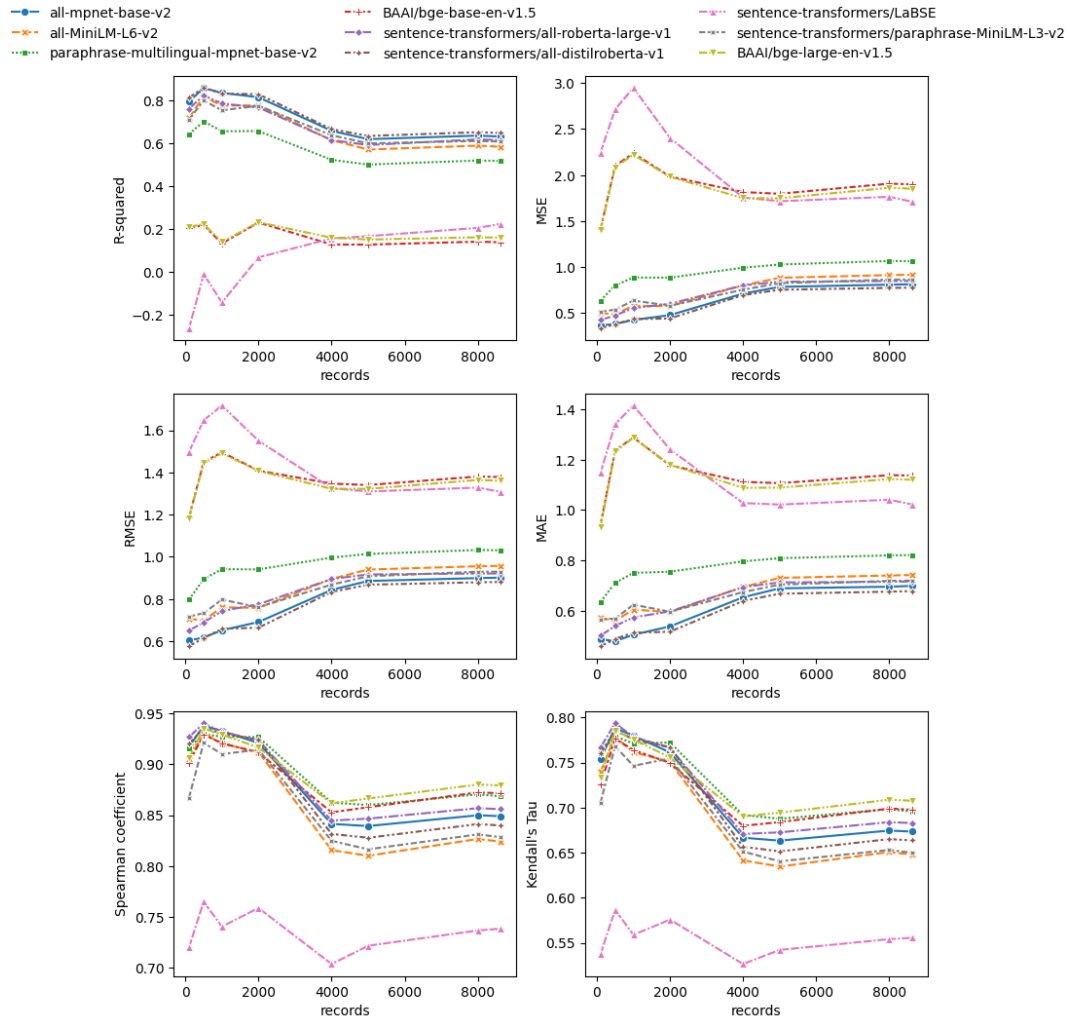 all-mpnet-base-v2
all-MiniLM-L6-v2
paraphrase-multilingual-mpnet-base-v2
BAAI/bge-base-en-v1.5
sentence-transformers/all-roberta-large-v1
sentence-transformers/all-distilroberta-v1
sentence-transformers/LaBSE
sentence-transformers/paraphrase-MiniLM-L3-v2
BAAI/bge-large-en-v1.5
R-squared
0.8
0.6
0.4
0.2
0.0
−0.2
0 2000 4000 6000 8000
records
MSE
3.0
2.5
2.0
1.5
1.0
0.5
0 2000 4000 6000 8000
records
RMSE
1.6
1.4
1.2
1.0
0.8
0.6
0 2000 4000 6000 8000
records
MAE
1.4
1.2
1.0
0.8
0.6
0 2000 4000 6000 8000
records
Spearman coefficient
0.95
0.90
0.85
0.80
0.75
0.70
0 2000 4000 6000 8000
records
Kendall's Tau
0.80
0.75
0.70
0.65
0.60
0.55
0 2000 4000 6000 8000
records